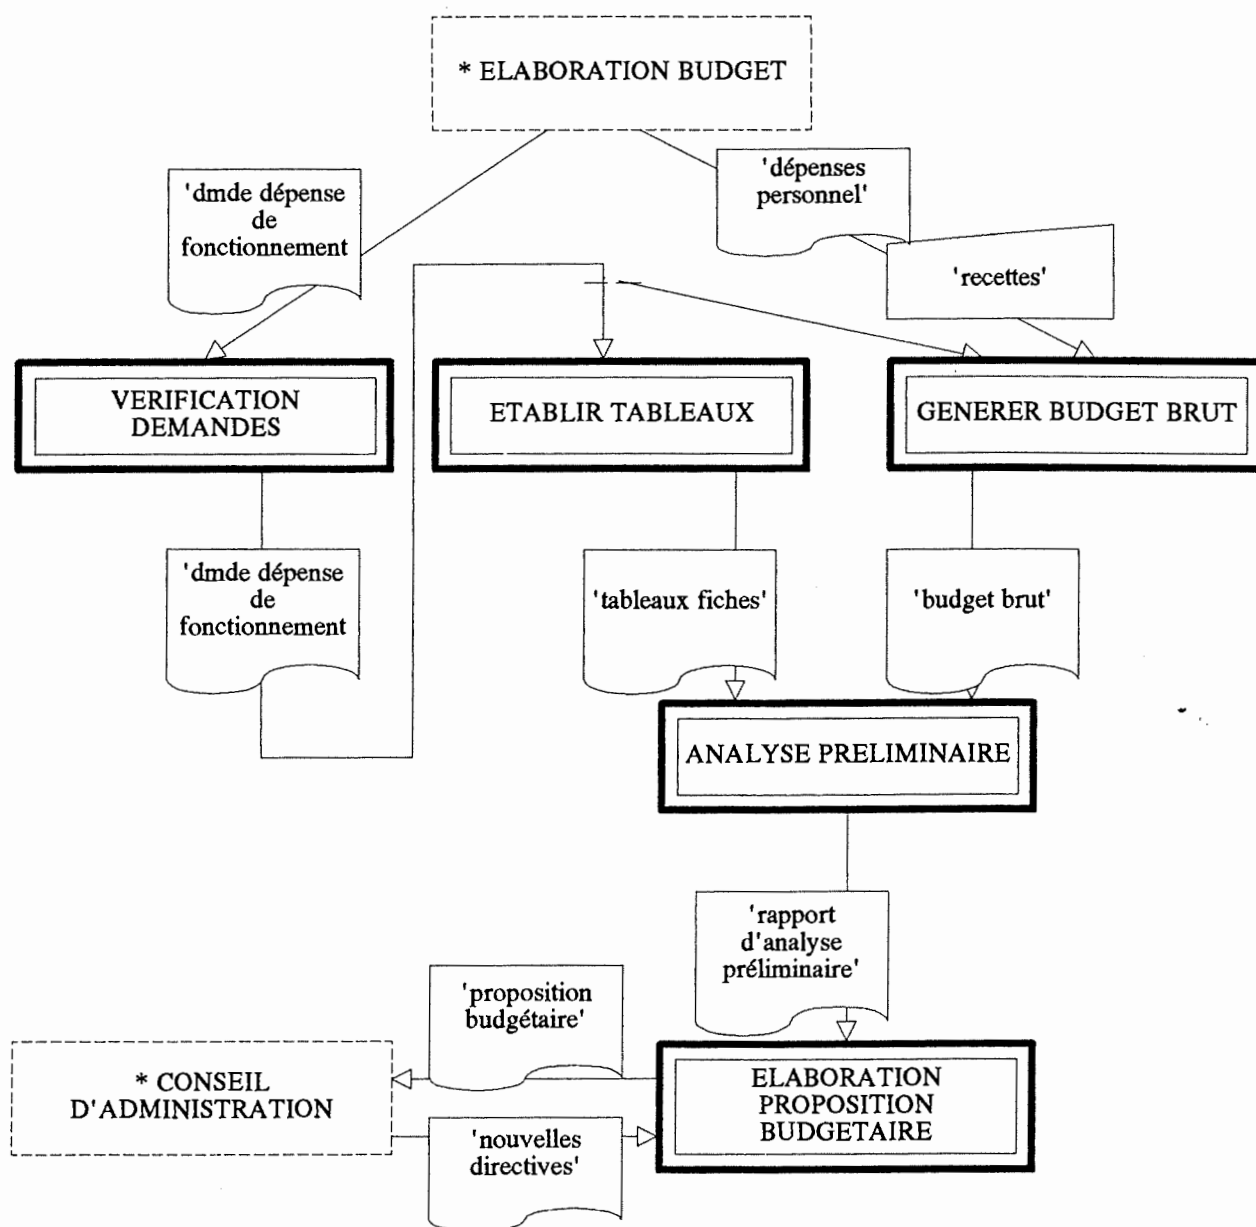 * ELABORATION BUDGET
'dmde dépense
de
fonctionnement
'dépenses
personnel'
'recettes'
VERIFICATION
DEMANDES
ETABLIR TABLEAUX
GENERER BUDGET BRUT
'dmde dépense
de
fonctionnement
'tableaux fiches'
'budget brut'
ANALYSE PRELIMINAIRE
'rapport
d'analyse
préliminaire'
'proposition
budgétaire'
* CONSEIL
D'ADMINISTRATION
ELABORATION
PROPOSITION
BUDGETAIRE
'nouvelles
directives'